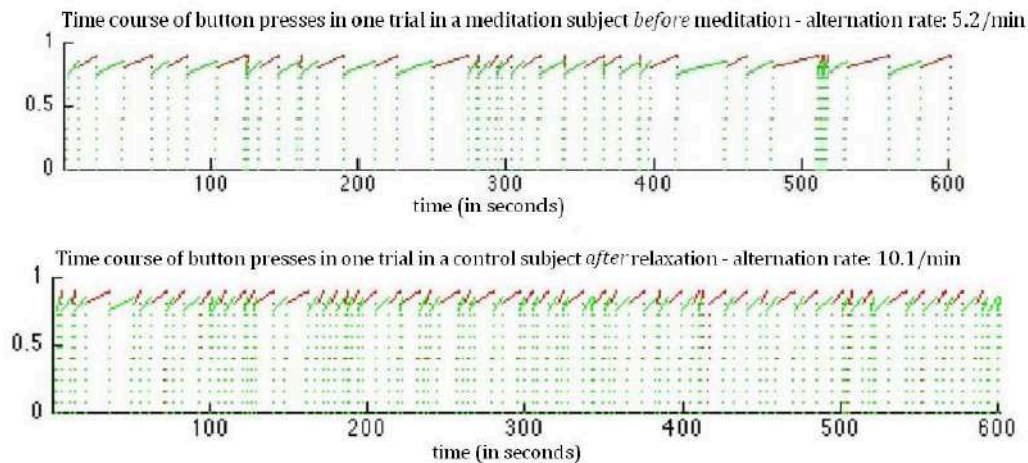 Time course of button presses in one trial in a meditation subject before meditation - alternation rate: 5.2/min
1
0.5
0
100 200 300 400 500 600
time (in seconds)
Time course of button presses in one trial in a control subject after relaxation - alternation rate: 10.1/min
1
0.5
0
100 200 300 400 500 600
time (in seconds)